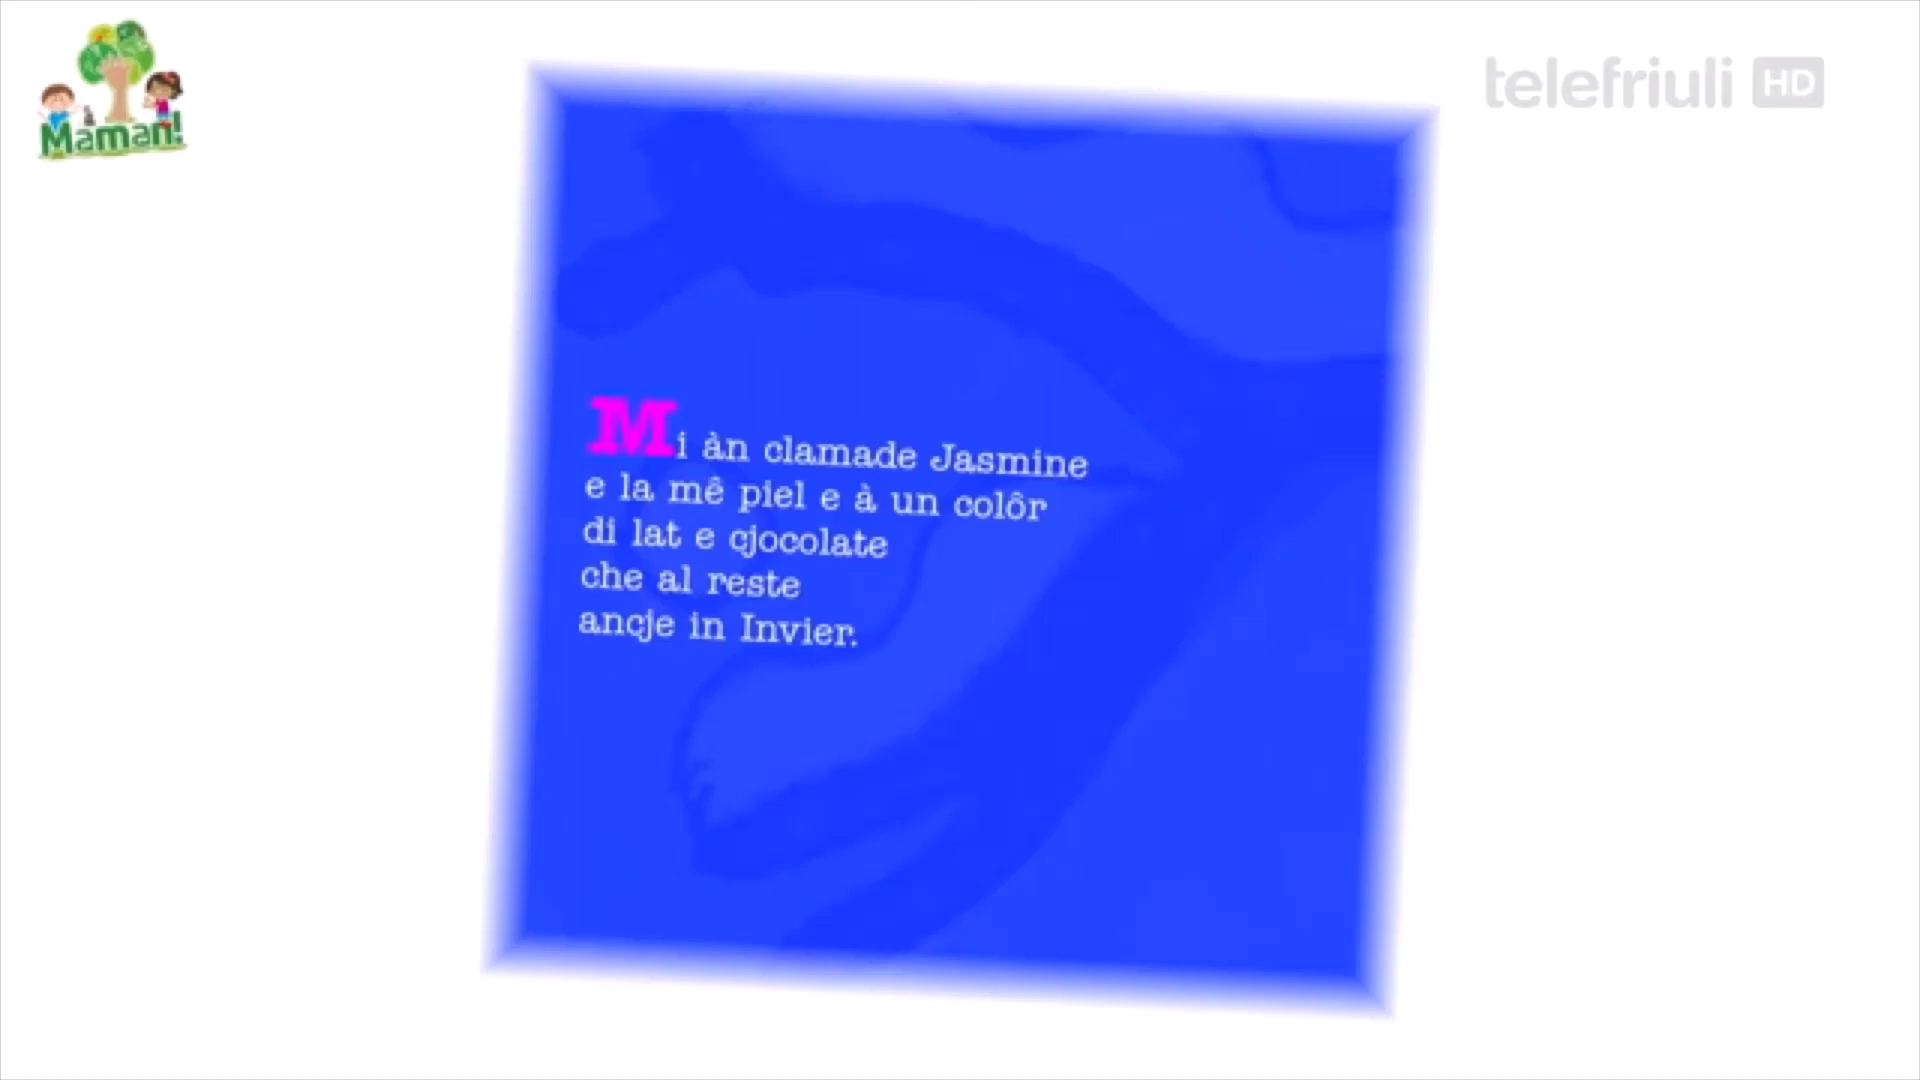 Maman!
telefriuli HD
Mi àn clamade Jasmine
e la mê piel e à un colôr
di lat e cjocolate
che al reste
ancje in Invier.